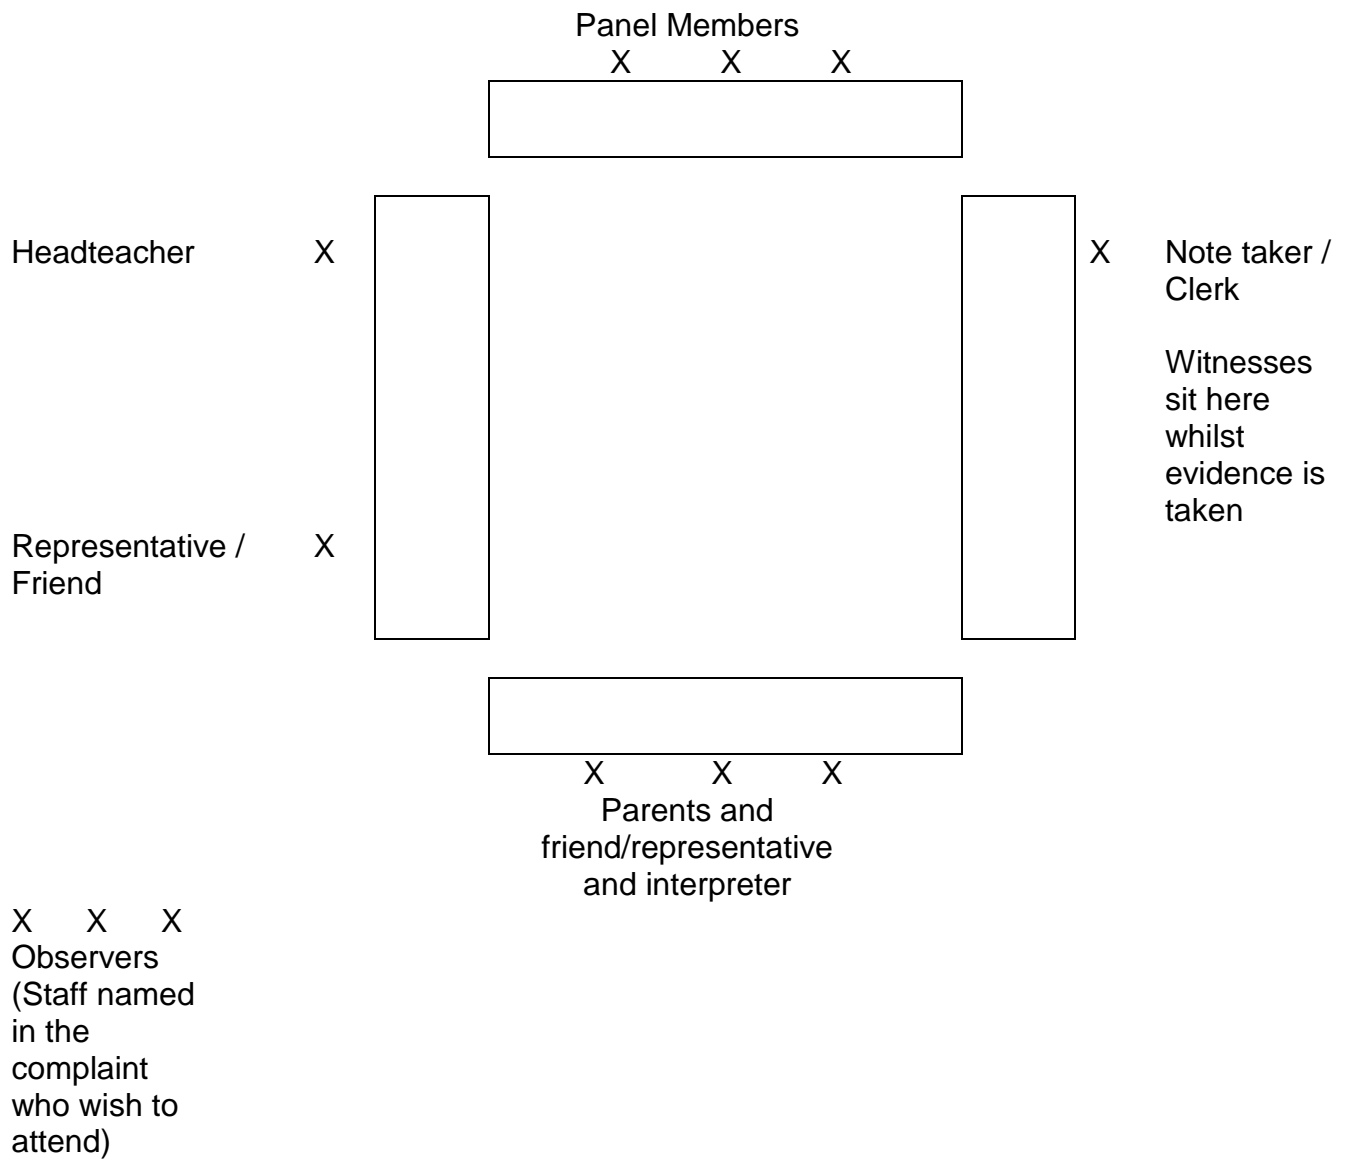 Panel Members
X X X
Headteacher X
X Note taker /
Clerk
Witnesses
sit here
whilst
evidence is
taken
Representative / X
Friend
X X X
Parents and
friend/representative
and interpreter
X X X
Observers
(Staff named
in the
complaint
who wish to
attend)